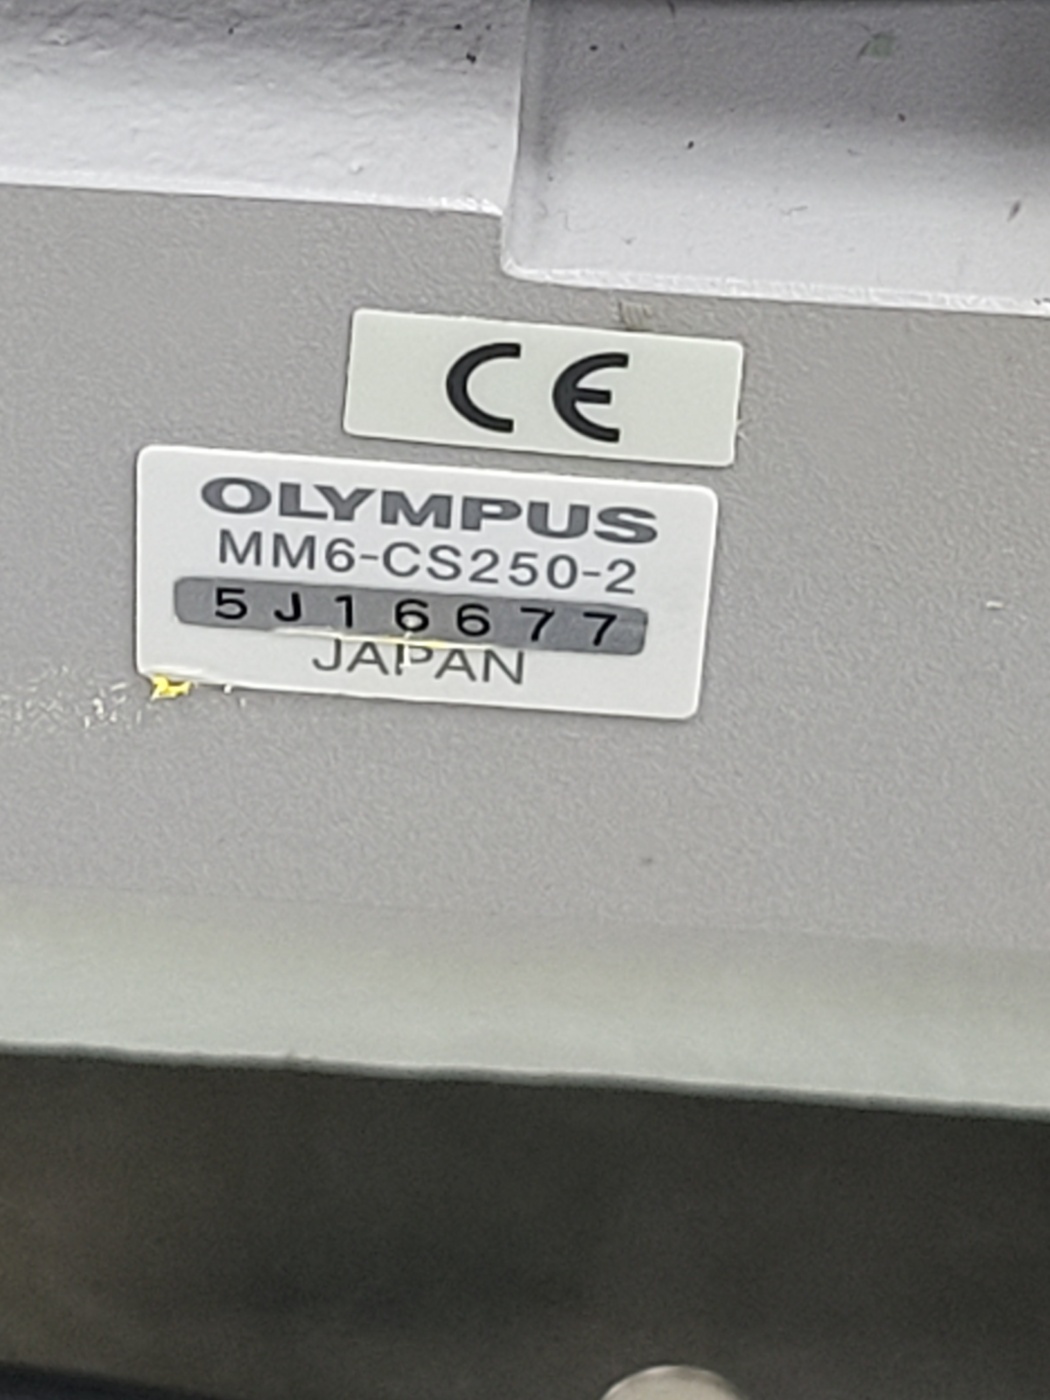 CE
OLYMPUS
MM6-CS250-2
5J16677
JAPAN